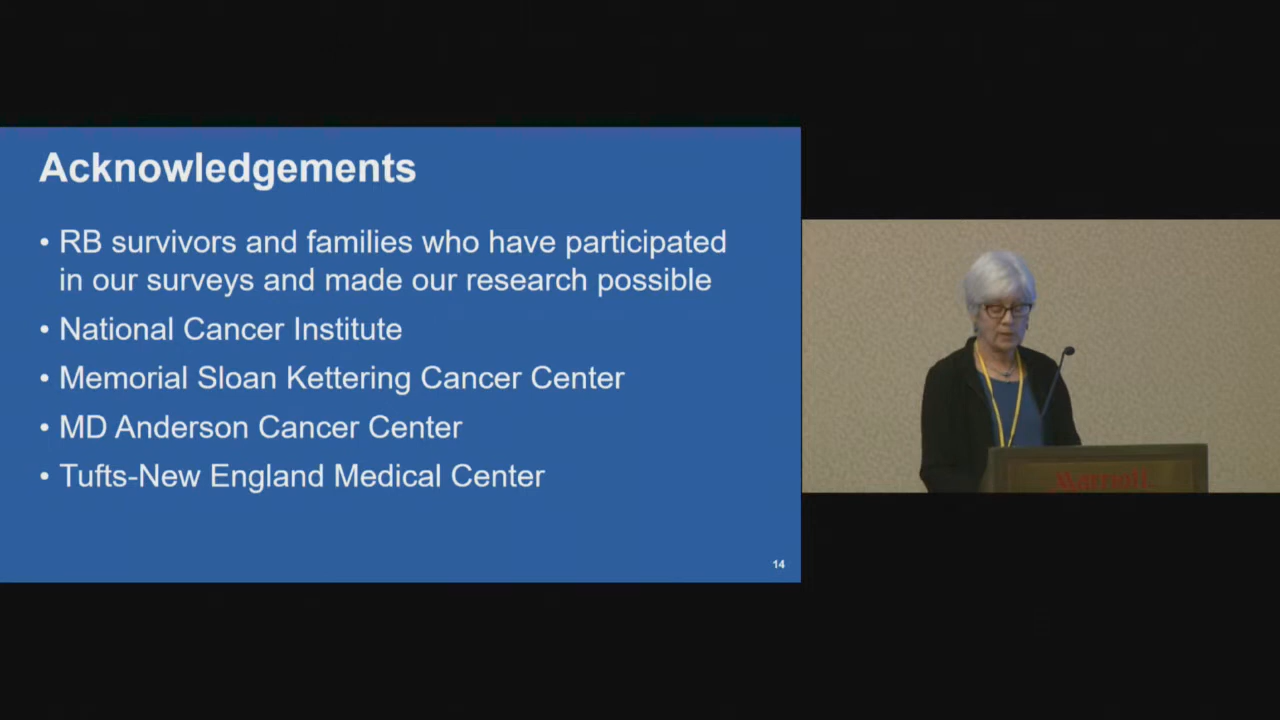 Acknowledgements
• RB survivors and families who have participated
in our surveys and made our research possible
• National Cancer Institute
• Memorial Sloan Kettering Cancer Center
• MD Anderson Cancer Center
• Tufts-New England Medical Center
14
Marriott